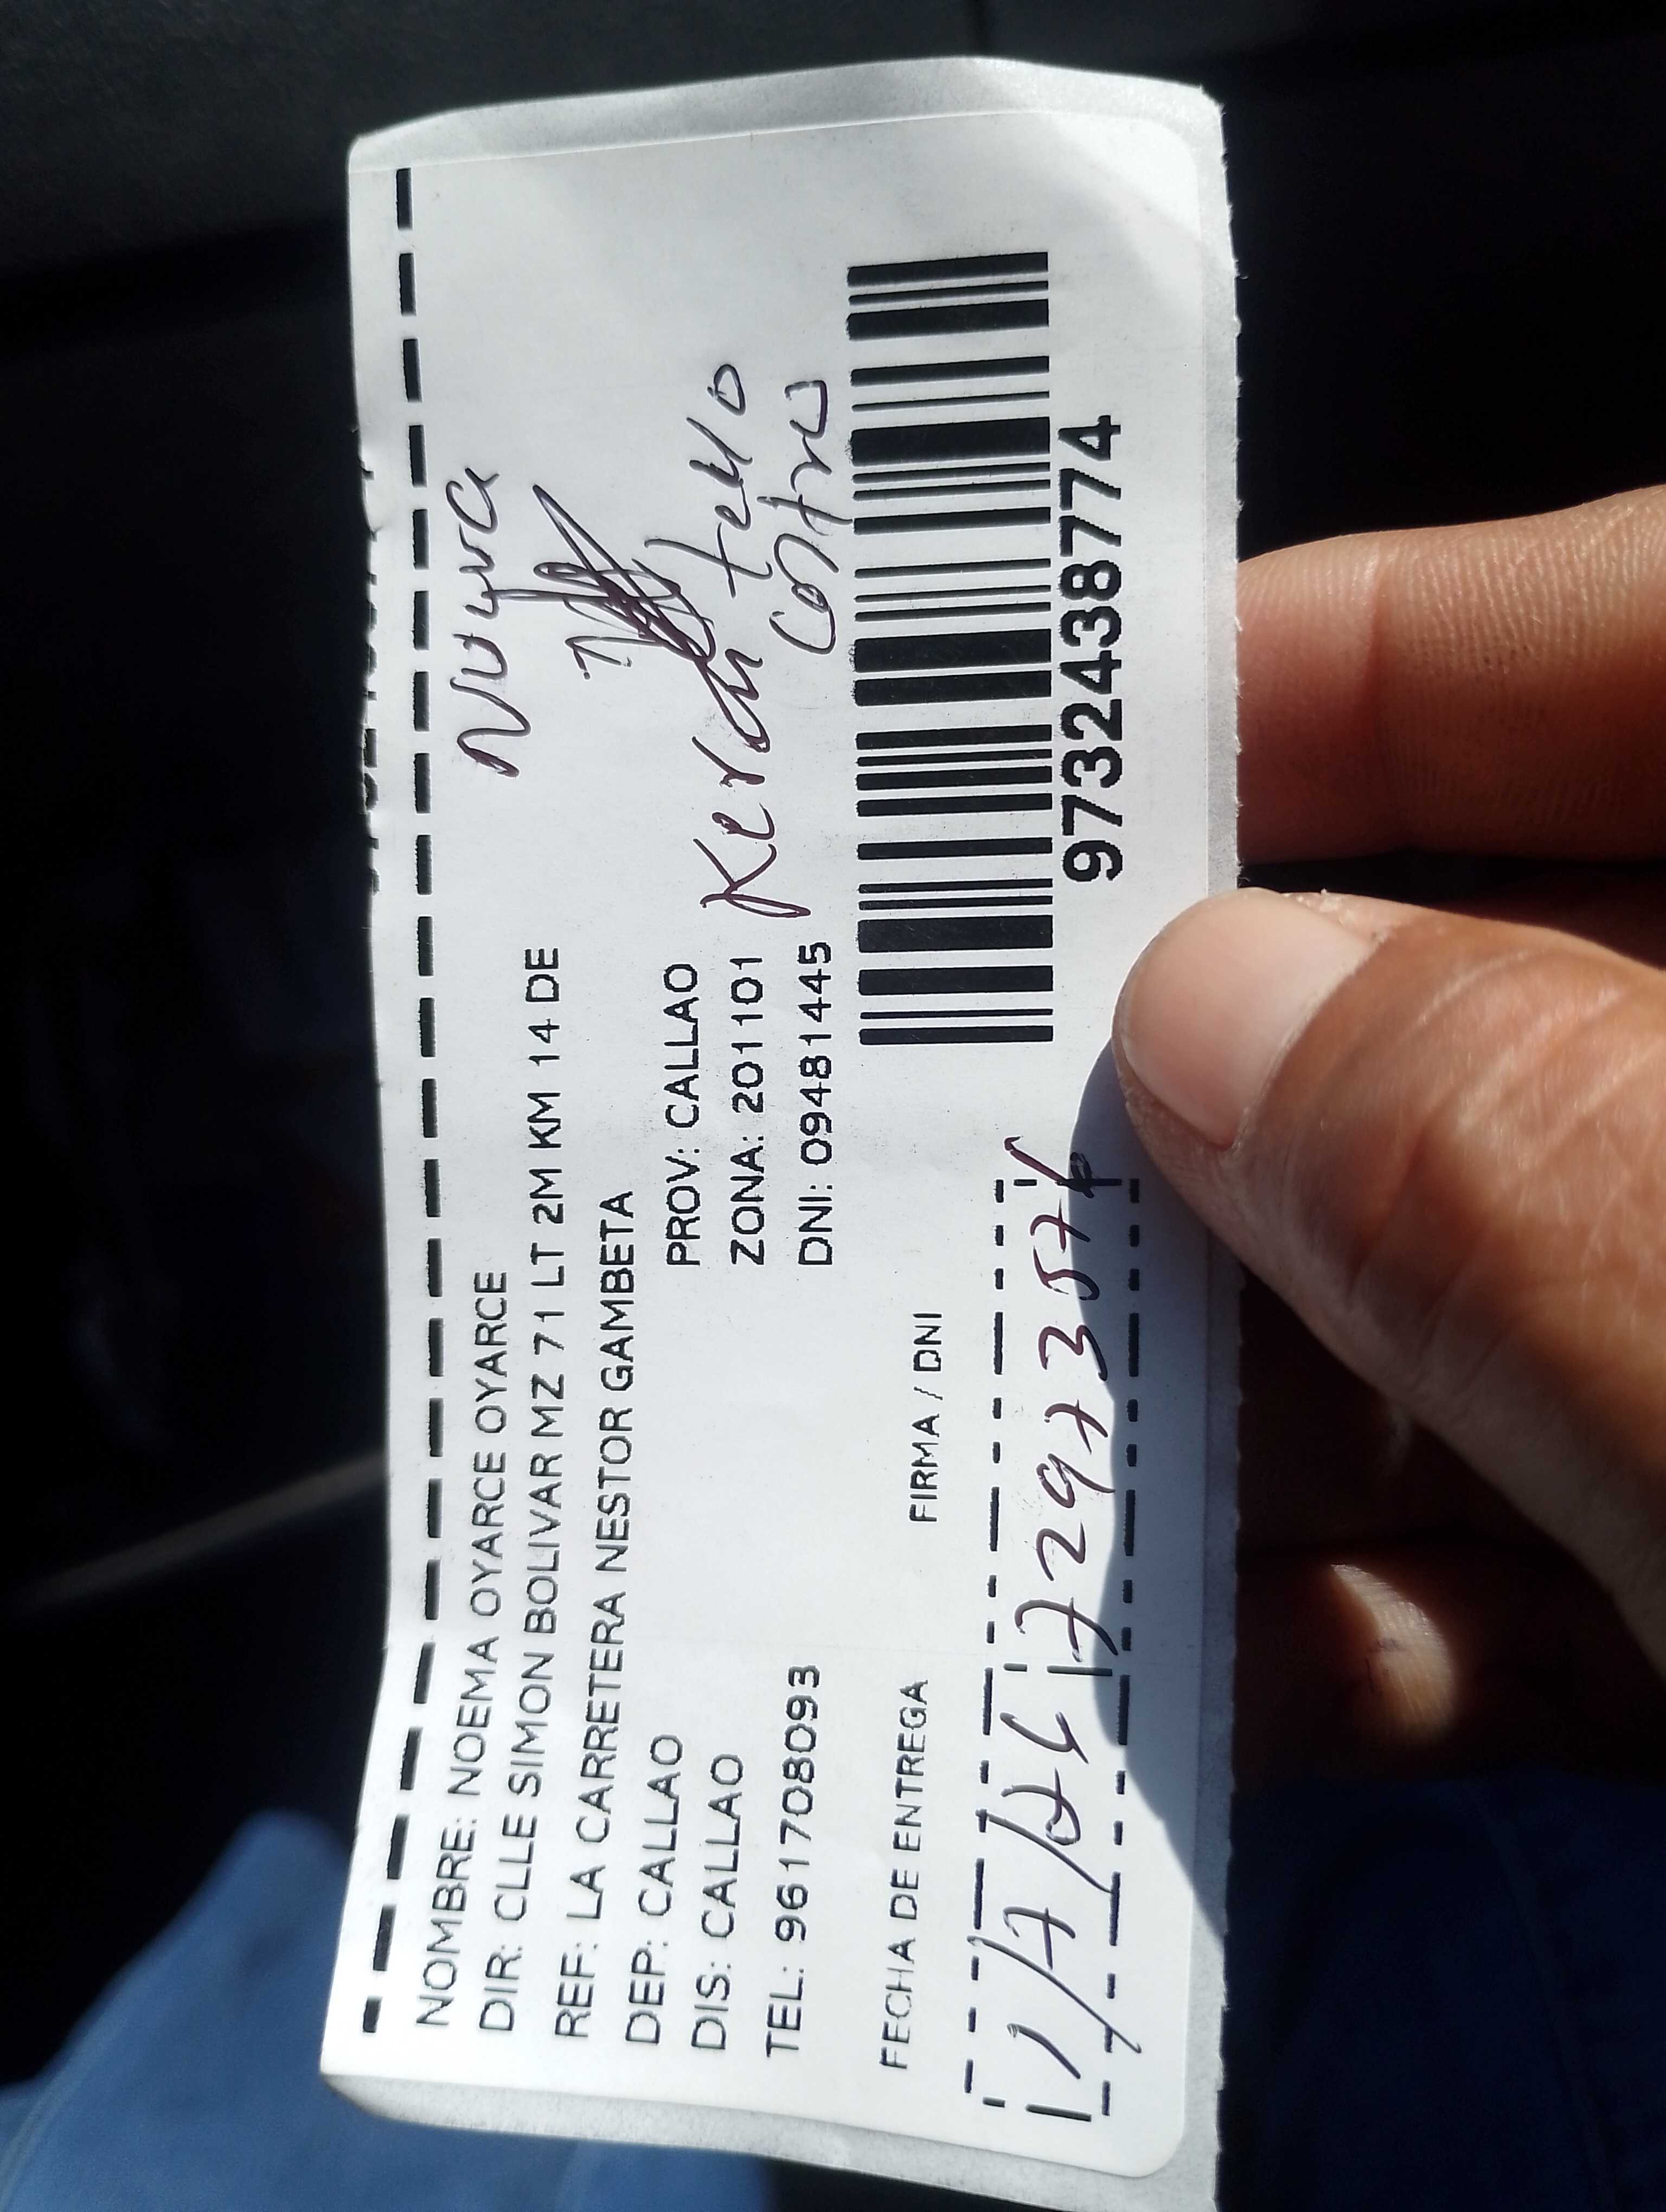 NOMBRE: NOEMA OYARCE OYARCE
Nuera
DIR: CLLE SIMON BOLIVAR MZ 71 LT 2M KM 14 DE
REF: LA CARRETERA NESTOR GAMBETA
DEP: CALLAO PROV: CALLAO
DIS: CALLAO ZONA: 201101
tello
TEL: 961708093 DNI: 09481445
FECHA DE ENTREGA FIRMA / DNI
9732438774